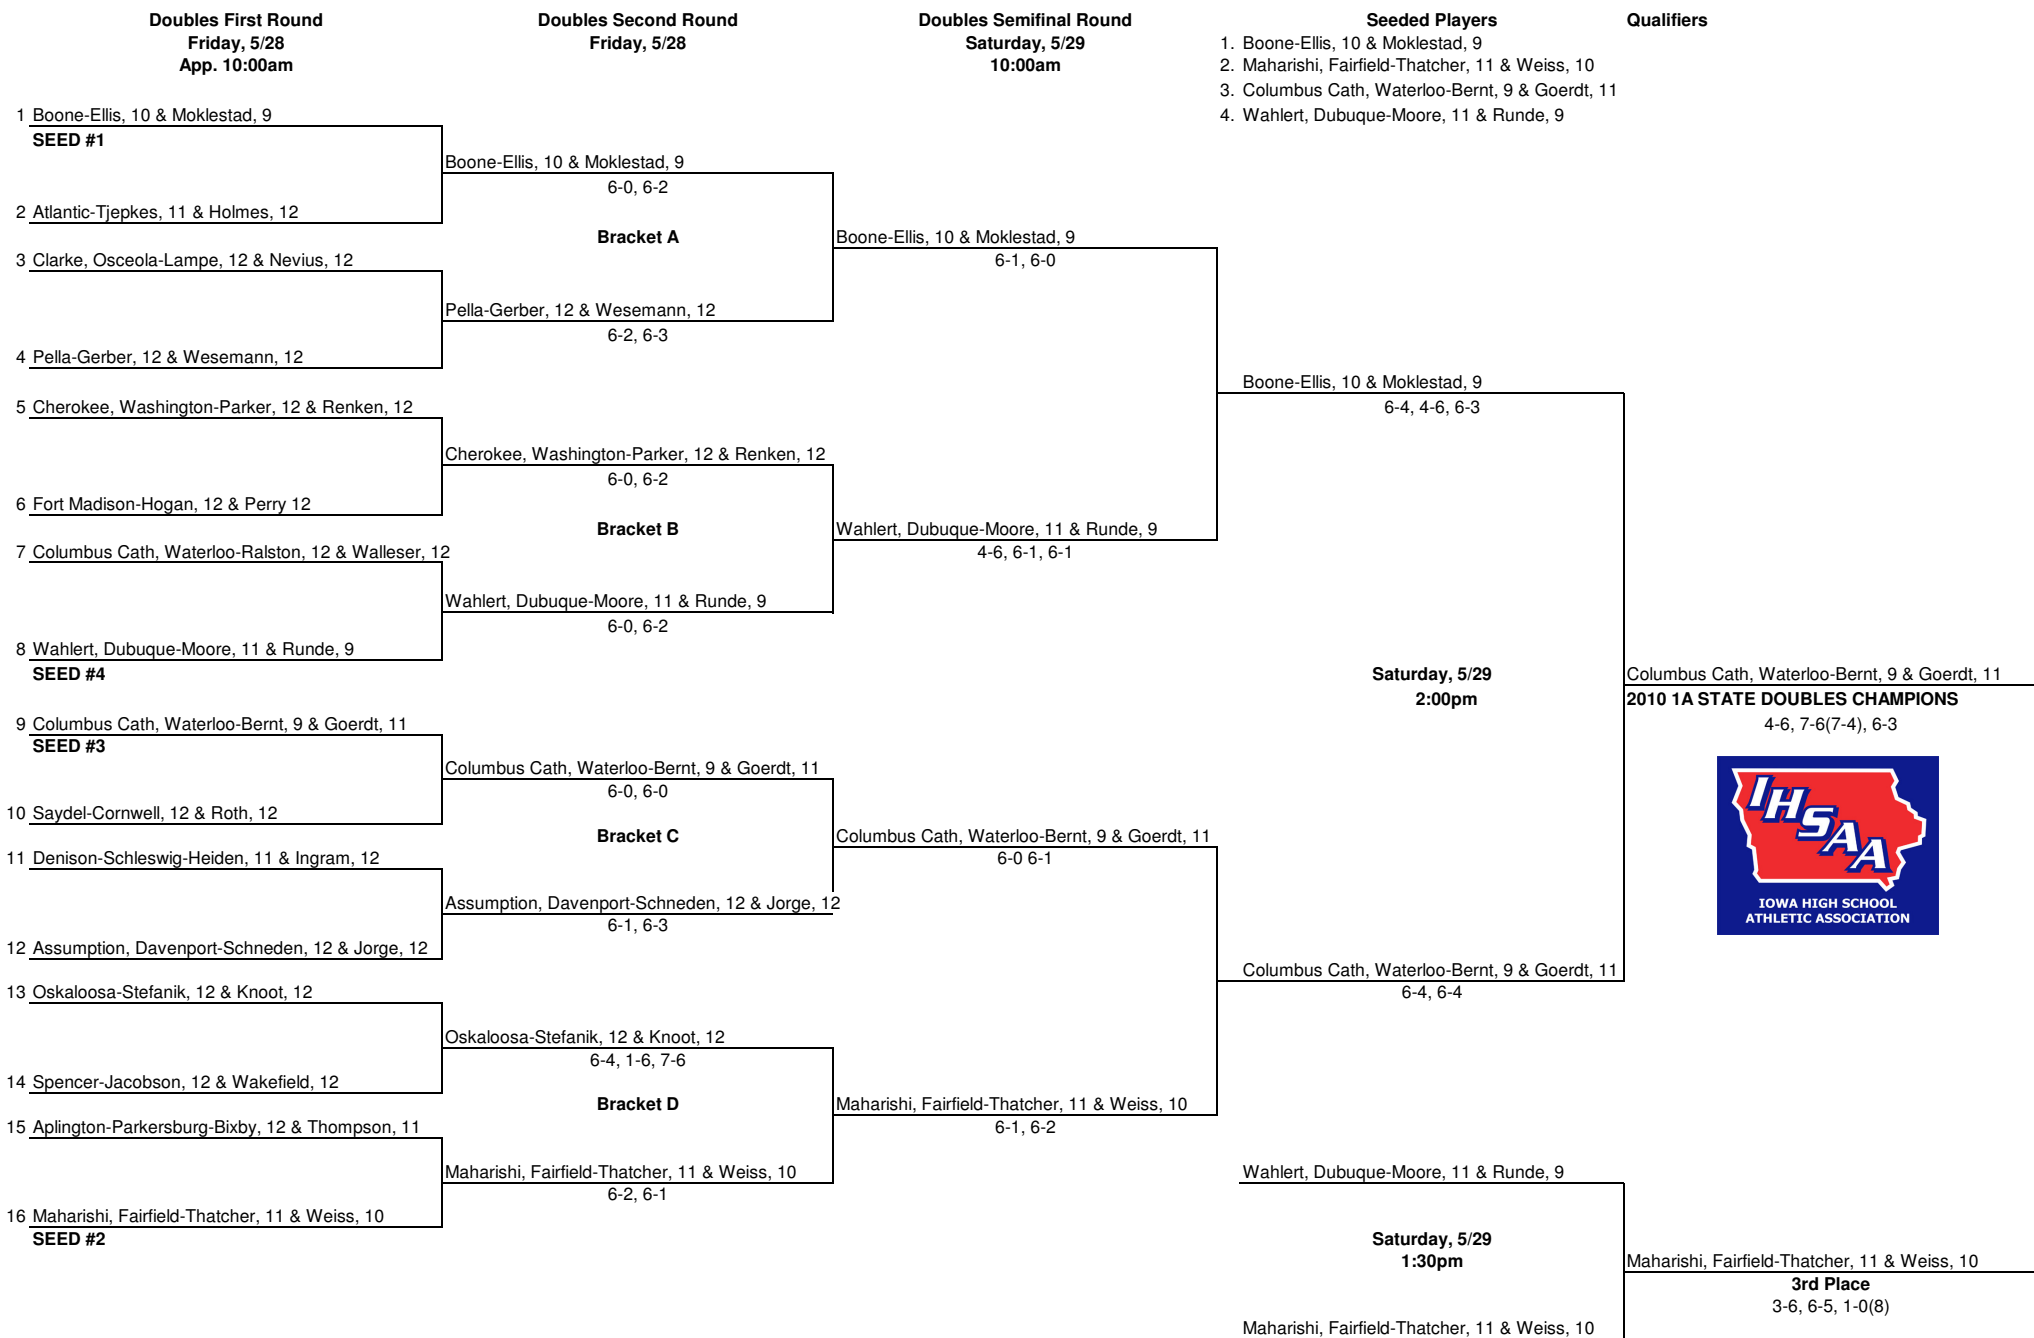 Doubles First Round
Friday, 5/28
App. 10:00am
Doubles Second Round
Friday, 5/28
Doubles Semifinal Round
Saturday, 5/29
10:00am
Seeded Players
1. Boone-Ellis, 10 & Moklestad, 9
2. Maharishi, Fairfield-Thatcher, 11 & Weiss, 10
3. Columbus Cath, Waterloo-Bernt, 9 & Goerdt, 11
4. Wahlert, Dubuque-Moore, 11 & Runde, 9
Qualifiers
1 Boone-Ellis, 10 & Moklestad, 9
SEED #1
2 Atlantic-Tjepkes, 11 & Holmes, 12
3 Clarke, Osceola-Lampe, 12 & Nevius, 12
4 Pella-Gerber, 12 & Wesemann, 12
5 Cherokee, Washington-Parker, 12 & Renken, 12
6 Fort Madison-Hogan, 12 & Perry 12
7 Columbus Cath, Waterloo-Ralston, 12 & Walleser, 12
8 Wahlert, Dubuque-Moore, 11 & Runde, 9
SEED #4
9 Columbus Cath, Waterloo-Bernt, 9 & Goerdt, 11
SEED #3
10 Saydel-Cornwell, 12 & Roth, 12
11 Denison-Schleswig-Heiden, 11 & Ingram, 12
12 Assumption, Davenport-Schneden, 12 & Jorge, 12
13 Oskaloosa-Stefanik, 12 & Knoot, 12
14 Spencer-Jacobson, 12 & Wakefield, 12
15 Aplington-Parkersburg-Bixby, 12 & Thompson, 11
16 Maharishi, Fairfield-Thatcher, 11 & Weiss, 10
SEED #2
Boone-Ellis, 10 & Moklestad, 9
6-0, 6-2
Bracket A
Pella-Gerber, 12 & Wesemann, 12
6-2, 6-3
Cherokee, Washington-Parker, 12 & Renken, 12
6-0, 6-2
Bracket B
Wahlert, Dubuque-Moore, 11 & Runde, 9
6-0, 6-2
Columbus Cath, Waterloo-Bernt, 9 & Goerdt, 11
6-0, 6-0
Bracket C
Assumption, Davenport-Schneden, 12 & Jorge, 12
6-1, 6-3
Oskaloosa-Stefanik, 12 & Knoot, 12
6-4, 1-6, 7-6
Bracket D
Maharishi, Fairfield-Thatcher, 11 & Weiss, 10
6-2, 6-1
Boone-Ellis, 10 & Moklestad, 9
6-1, 6-0
Wahlert, Dubuque-Moore, 11 & Runde, 9
4-6, 6-1, 6-1
Columbus Cath, Waterloo-Bernt, 9 & Goerdt, 11
6-0 6-1
Maharishi, Fairfield-Thatcher, 11 & Weiss, 10
6-1, 6-2
Boone-Ellis, 10 & Moklestad, 9
6-4, 4-6, 6-3
Saturday, 5/29
2:00pm
Columbus Cath, Waterloo-Bernt, 9 & Goerdt, 11
6-4, 6-4
Columbus Cath, Waterloo-Bernt, 9 & Goerdt, 11
2010 1A STATE DOUBLES CHAMPIONS
4-6, 7-6(7-4), 6-3
IHSAA
IOWA HIGH SCHOOL
ATHLETIC ASSOCIATION
Wahlert, Dubuque-Moore, 11 & Runde, 9
Saturday, 5/29
1:30pm
Maharishi, Fairfield-Thatcher, 11 & Weiss, 10
Maharishi, Fairfield-Thatcher, 11 & Weiss, 10
3rd Place
3-6, 6-5, 1-0(8)